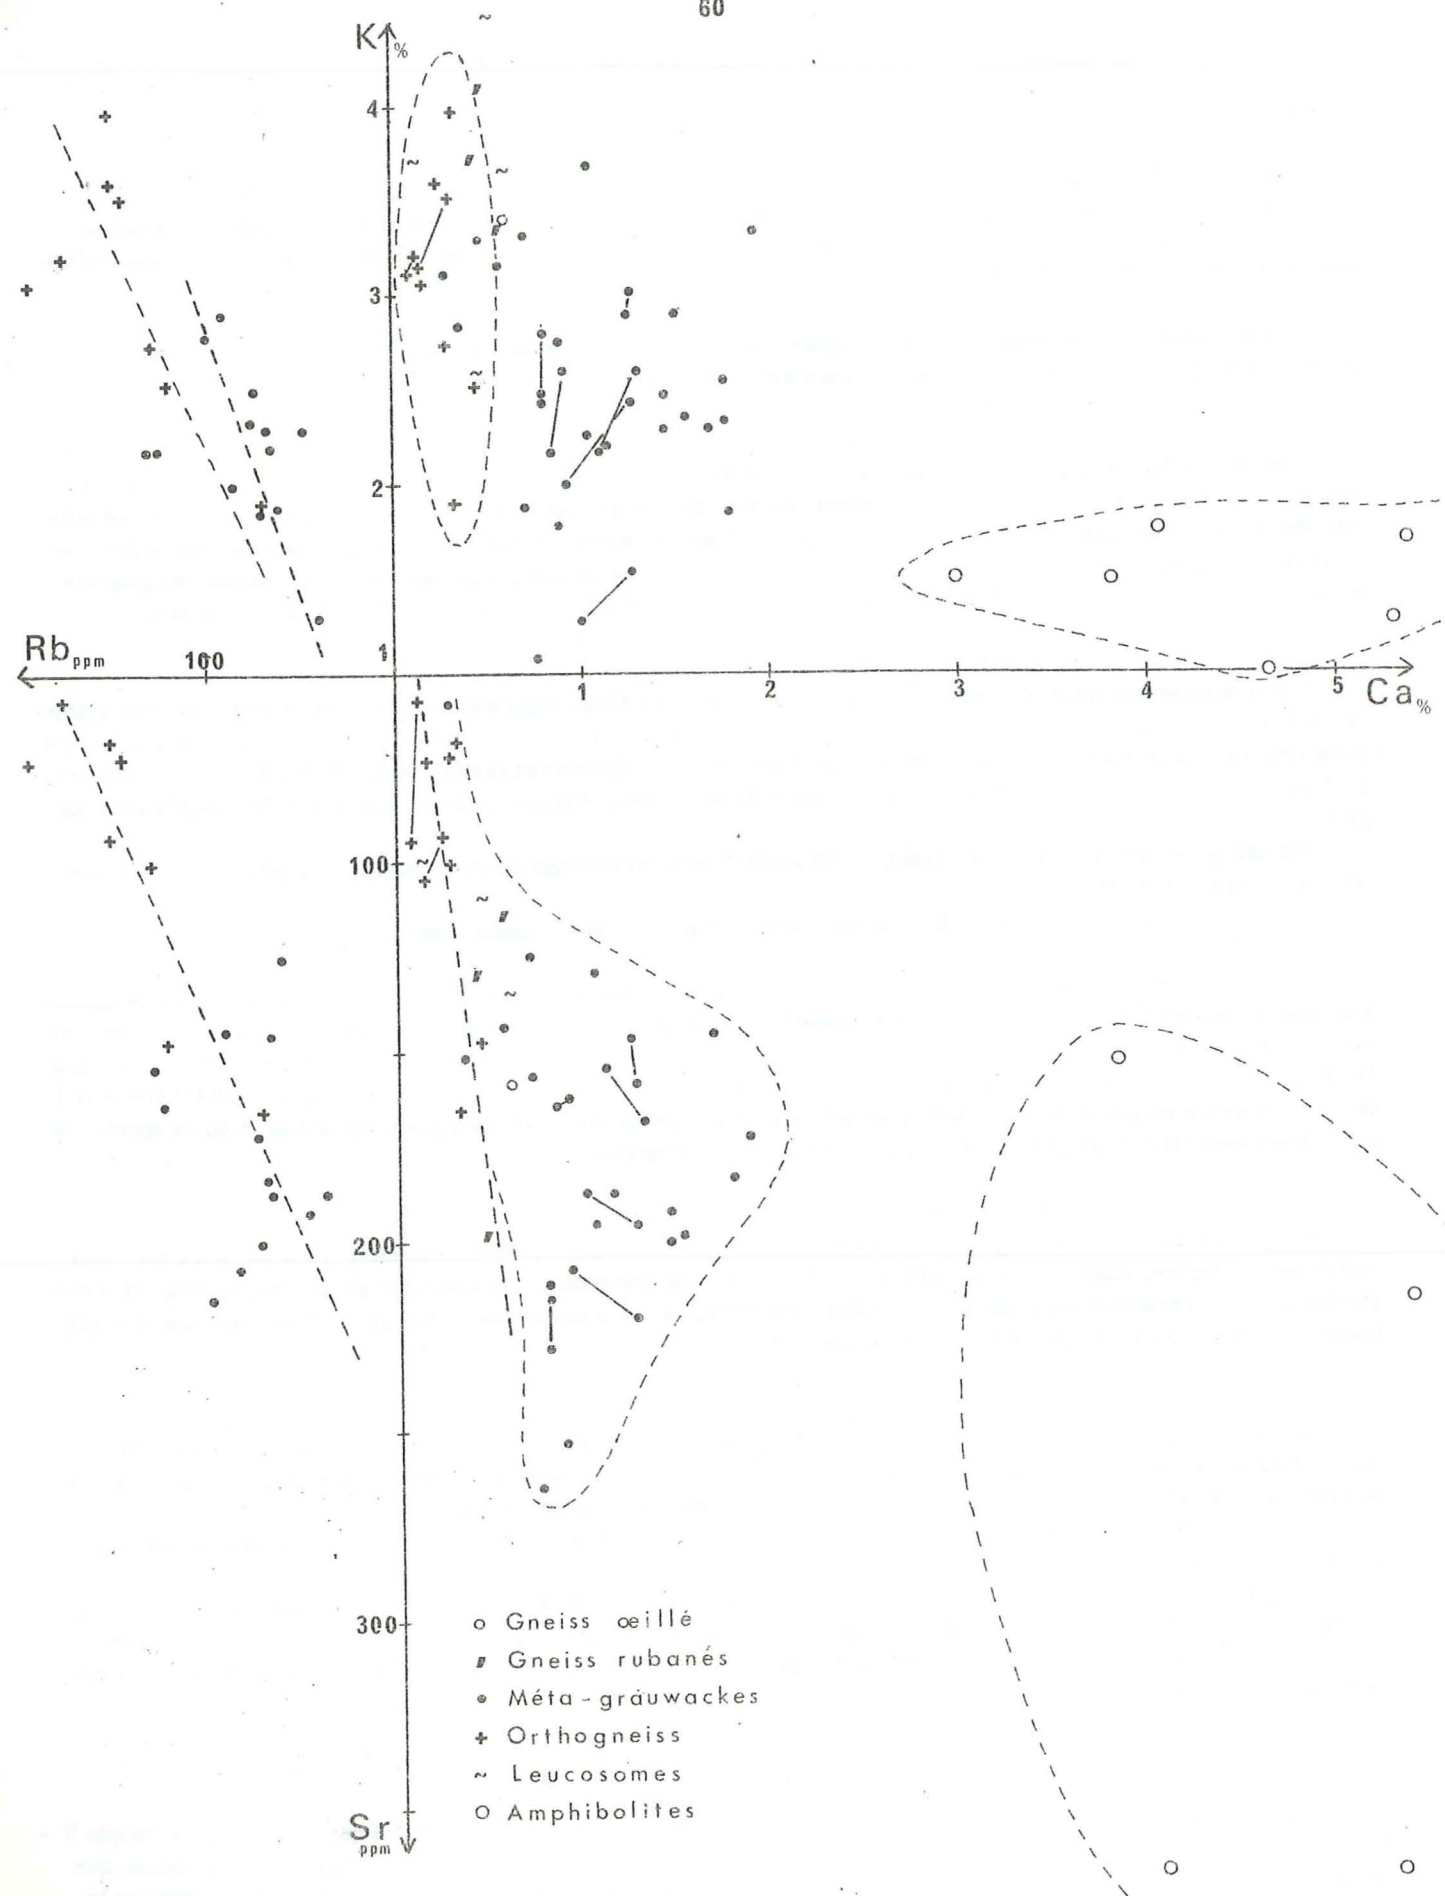 60
K%
4
3
2
1
Rb ppm
100
1
2
3
4
5
Ca%
100
200
300
Sr ppm
Gneiss œillé
Gneiss rubanés
Méta-grauwackes
Orthogneiss
Leucosomes
Amphibolites